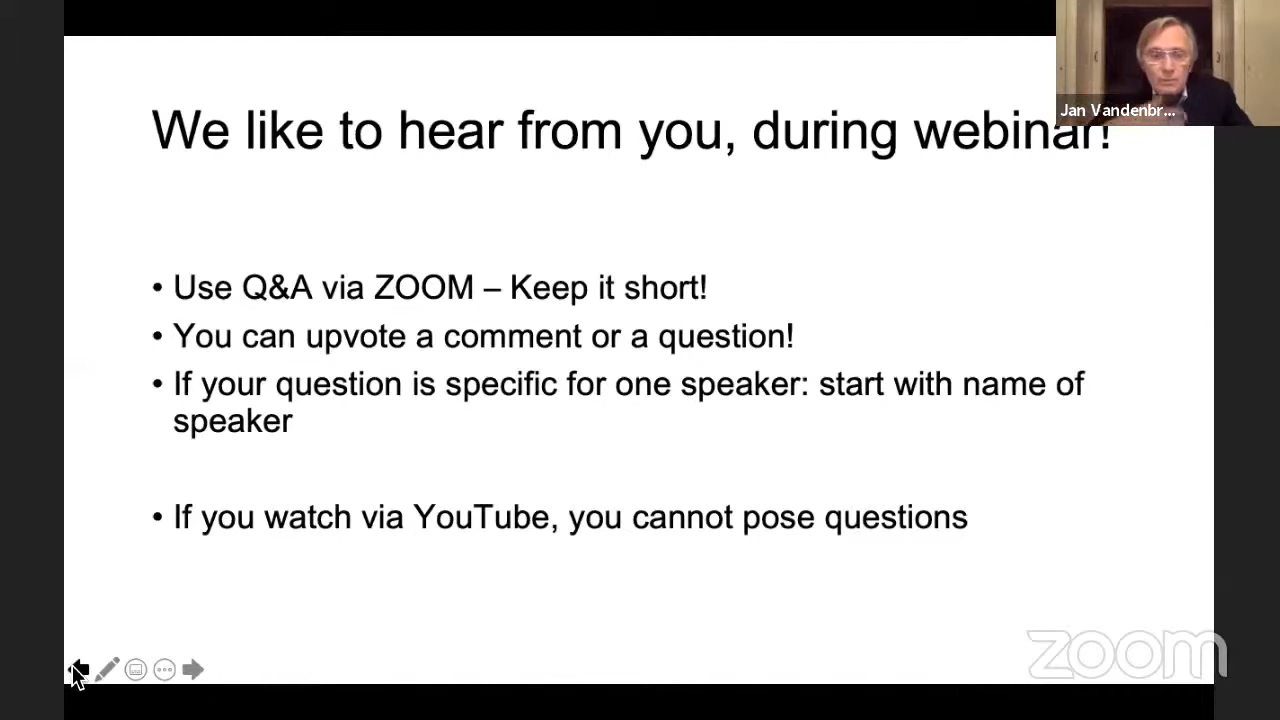 We like to hear from you, during webinar!
Jan Vandenbr...
• Use Q&A via ZOOM – Keep it short!
• You can upvote a comment or a question!
• If your question is specific for one speaker: start with name of
speaker
• If you watch via YouTube, you cannot pose questions
zoom